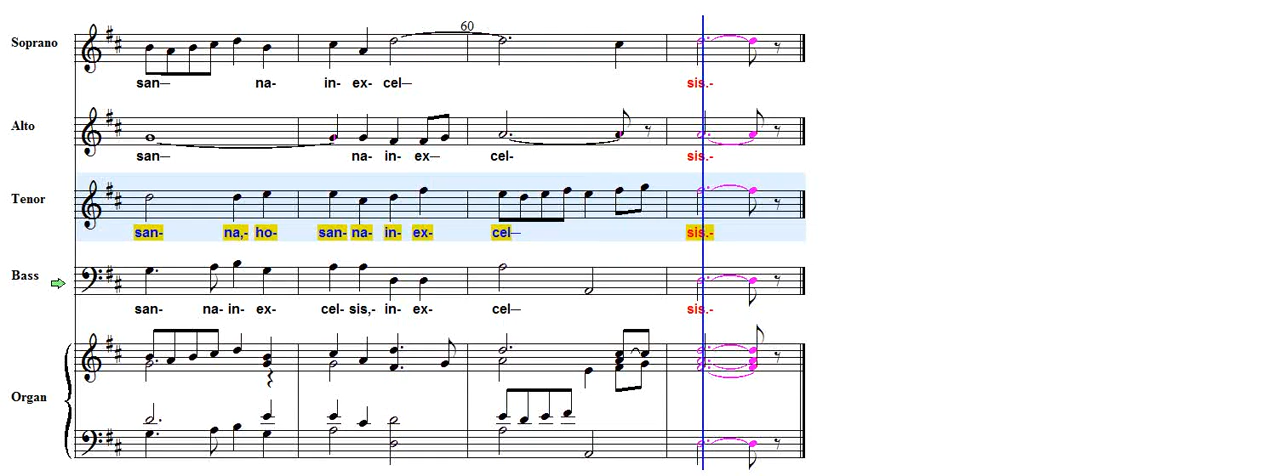 60
Soprano
san— na- in- ex- cel— sis.-
Alto
san— na- in- ex— cel- sis.-
Tenor
san- na,- ho- san- na- in- ex- cel— sis.-
Bass
san- na- in- ex- cel- sis,- in- ex- cel— sis.-
Organ